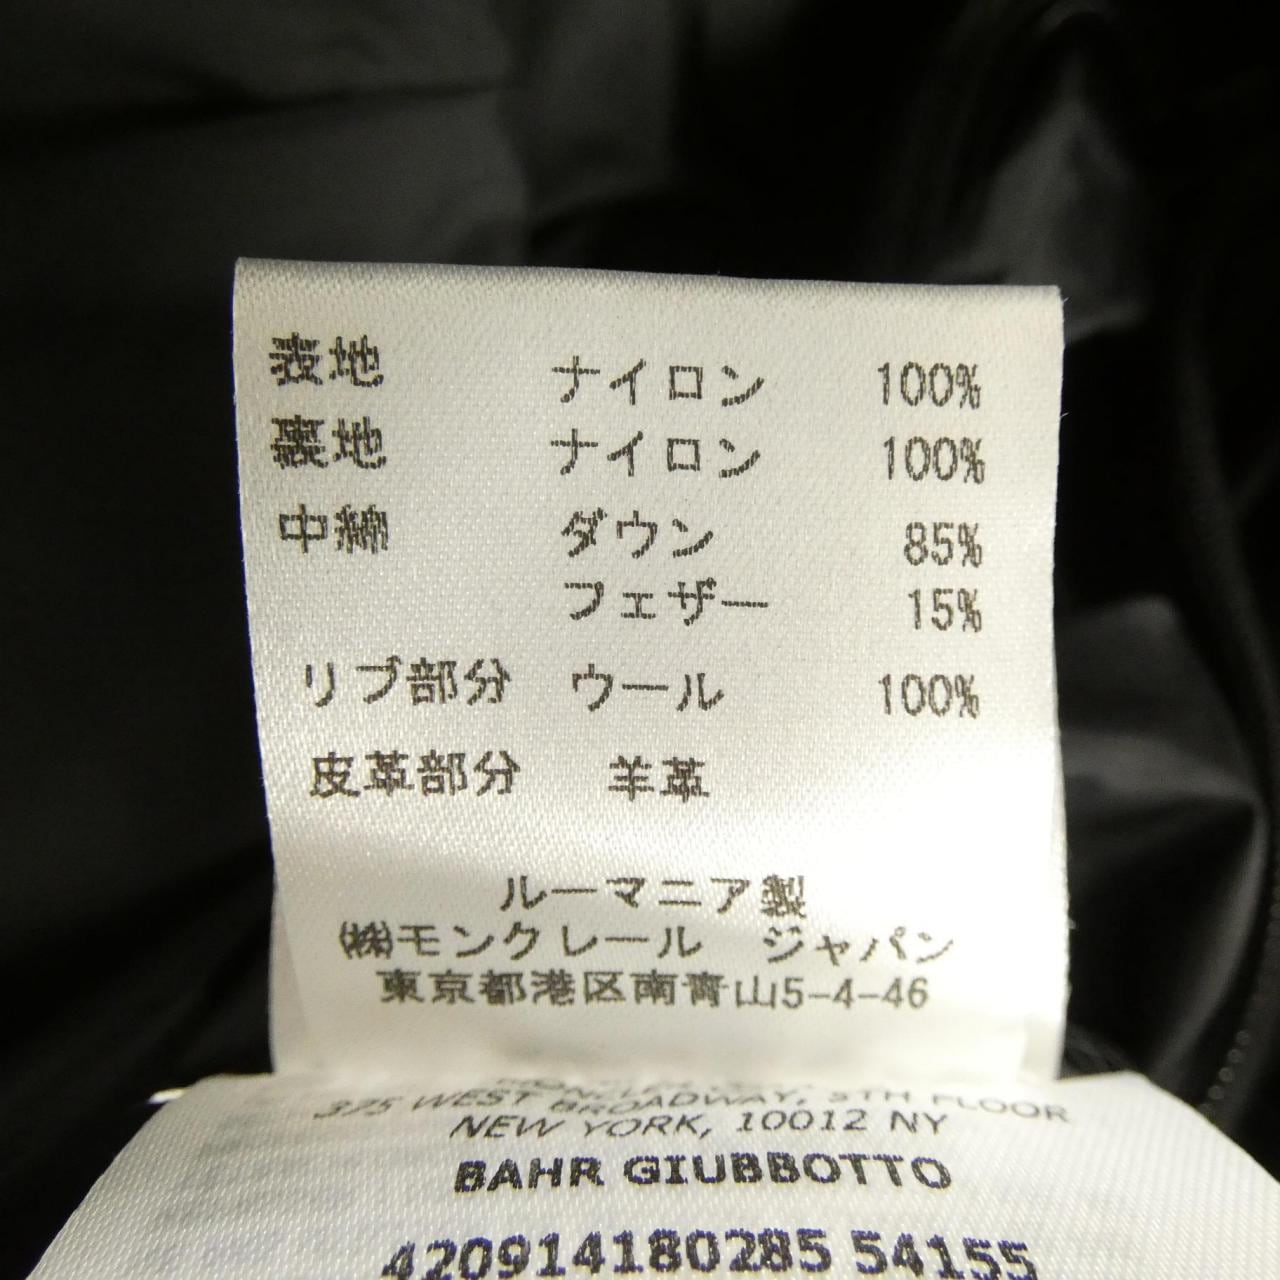 表地 ナイロン 100%
裏地 ナイロン 100%
中綿 ダウン 85%
フェザー 15%
リブ部分 ウール 100%
皮革部分 羊革
ルーマニア製
㈱モンクレール ジャパン
東京都港区南青山5-4-46
375 WEST BROADWAY, 5TH FLOOR
NEW YORK, 10012 NY
BAHR GIUBBOTTO
420914180285 54155